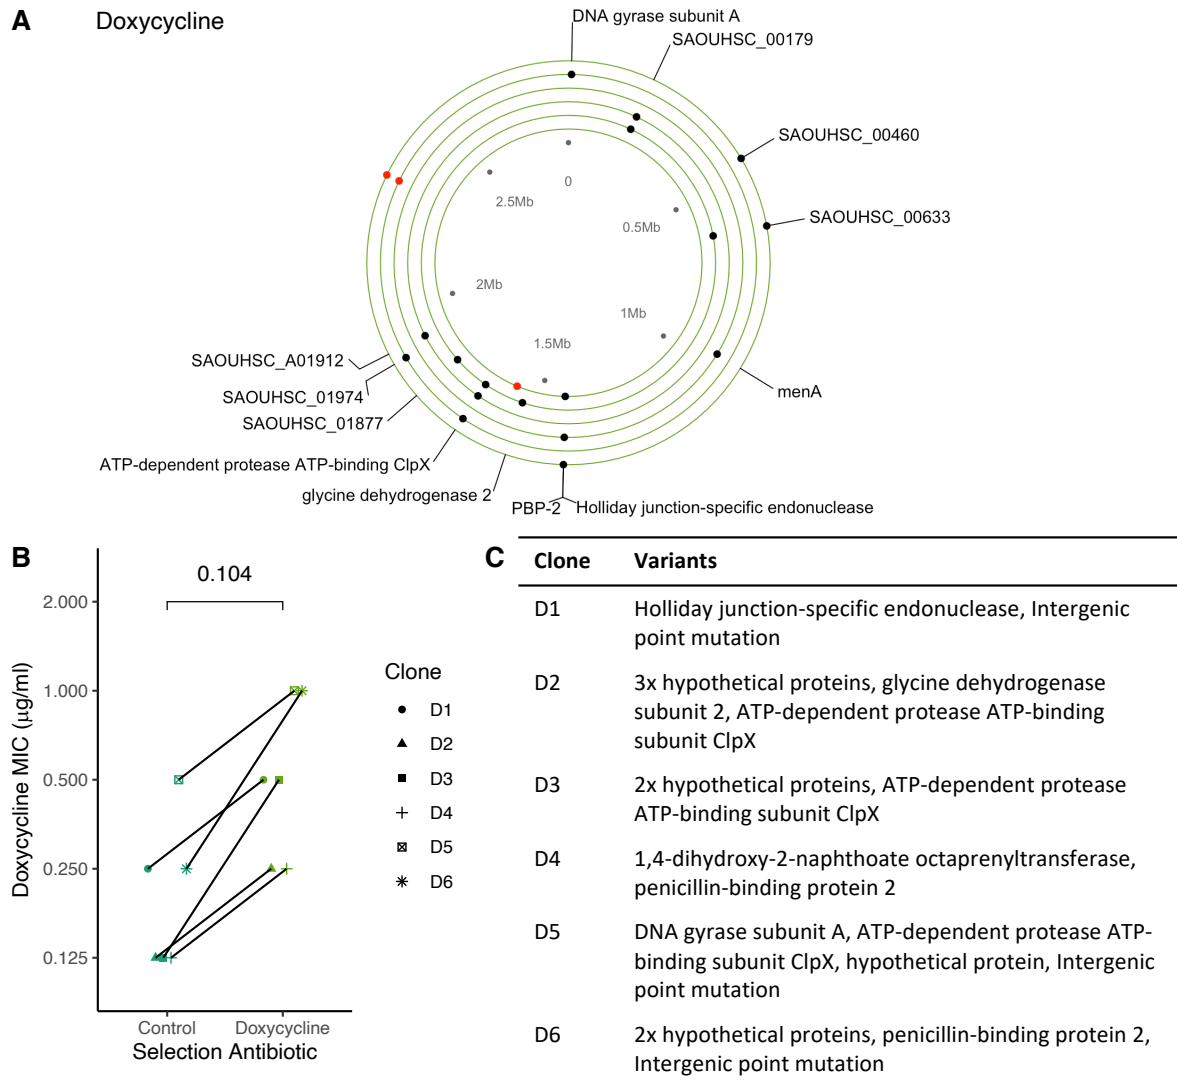 A
Doxycycline
DNA gyrase subunit A
SAOUHSC_00179
SAOUHSC_00460
SAOUHSC_00633
menA
Holliday junction-specific endonuclease
PBP-2
glycine dehydrogenase 2
ATP-dependent protease ATP-binding ClpX
SAOUHSC_01877
SAOUHSC_01974
SAOUHSC_A01912
0
0.5Mb
1Mb
1.5Mb
2Mb
2.5Mb
B
0.104
2.000
1.000
0.500
0.250
0.125
Doxycycline MIC (μg/ml)
Control
Doxycycline
Selection Antibiotic
Clone
D1
D2
D3
D4
D5
D6
C
Clone Variants
D1 Holliday junction-specific endonuclease, Intergenic
point mutation
D2 3x hypothetical proteins, glycine dehydrogenase
subunit 2, ATP-dependent protease ATP-binding
subunit ClpX
D3 2x hypothetical proteins, ATP-dependent protease
ATP-binding subunit ClpX
D4 1,4-dihydroxy-2-naphthoate octaprenyltransferase,
penicillin-binding protein 2
D5 DNA gyrase subunit A, ATP-dependent protease ATP-
binding subunit ClpX, hypothetical protein, Intergenic
point mutation
D6 2x hypothetical proteins, penicillin-binding protein 2,
Intergenic point mutation